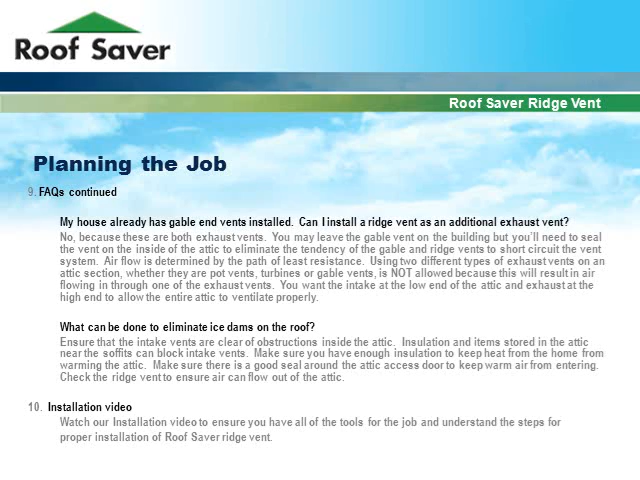 Roof Saver
Roof Saver Ridge Vent
Planning the Job
9. FAQs continued
My house already has gable end vents installed. Can I install a ridge vent as an additional exhaust vent?
No, because these are both exhaust vents. You may leave the gable vent on the building but you'll need to seal
the vent on the inside of the attic to eliminate the tendency of the gable and ridge vents to short circuit the vent
system. Air flow is determined by the path of least resistance. Using two different types of exhaust vents on an
attic section, whether they are pot vents, turbines or gable vents, is NOT allowed because this will result in air
flowing in through one of the exhaust vents. You want the intake at the low end of the attic and exhaust at the
high end to allow the entire attic to ventilate properly.
What can be done to eliminate ice dams on the roof?
Ensure that the intake vents are clear of obstructions inside the attic. Insulation and items stored in the attic
near the soffits can block intake vents. Make sure you have enough insulation to keep heat from the home from
warming the attic. Make sure there is a good seal around the attic access door to keep warm air from entering.
Check the ridge vent to ensure air can flow out of the attic.
10. Installation video
Watch our Installation video to ensure you have all of the tools for the job and understand the steps for
proper installation of Roof Saver ridge vent.